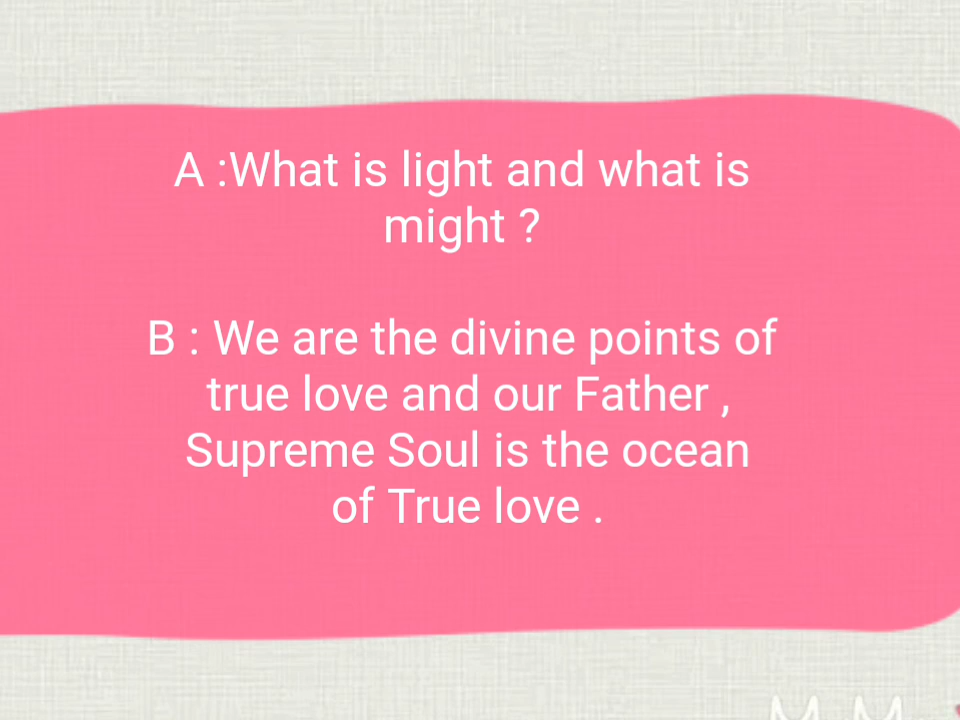 A :What is light and what is
might ?
B : We are the divine points of
true love and our Father ,
Supreme Soul is the ocean
of True love .